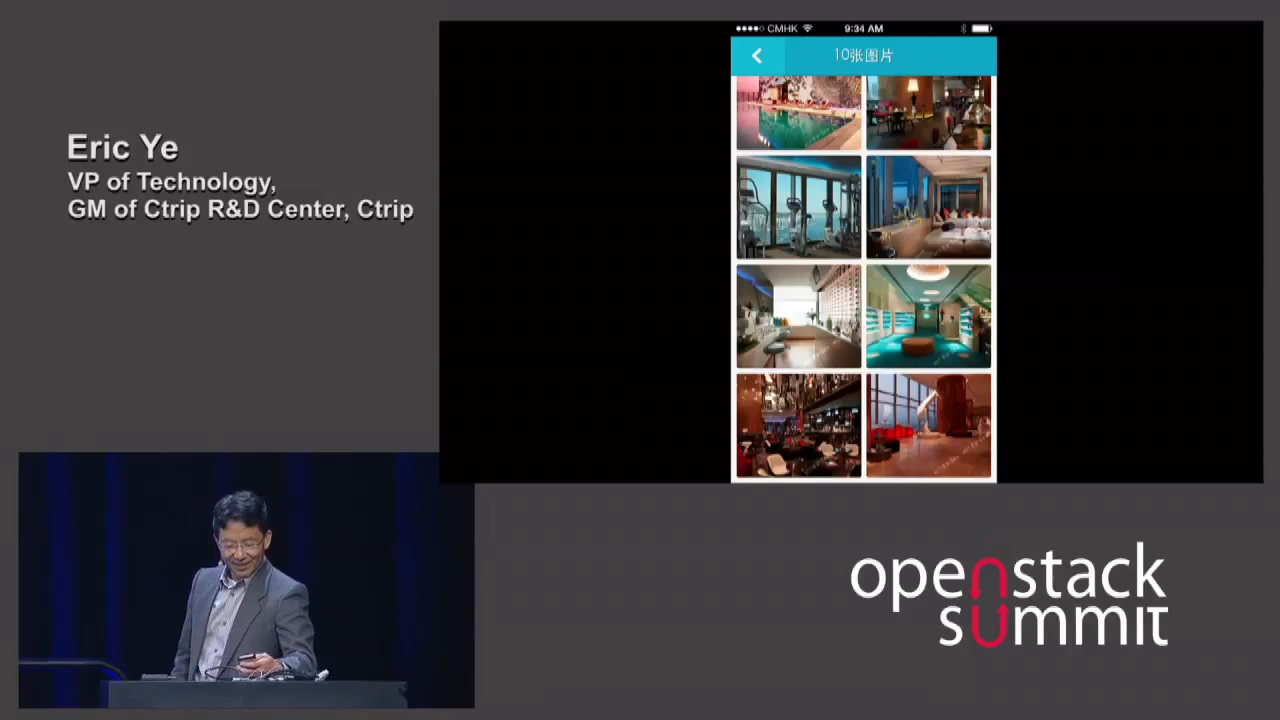 Eric Ye
VP of Technology,
GM of Ctrip R&D Center, Ctrip
CMHK
9:34 AM
10张图片
openstack
summit